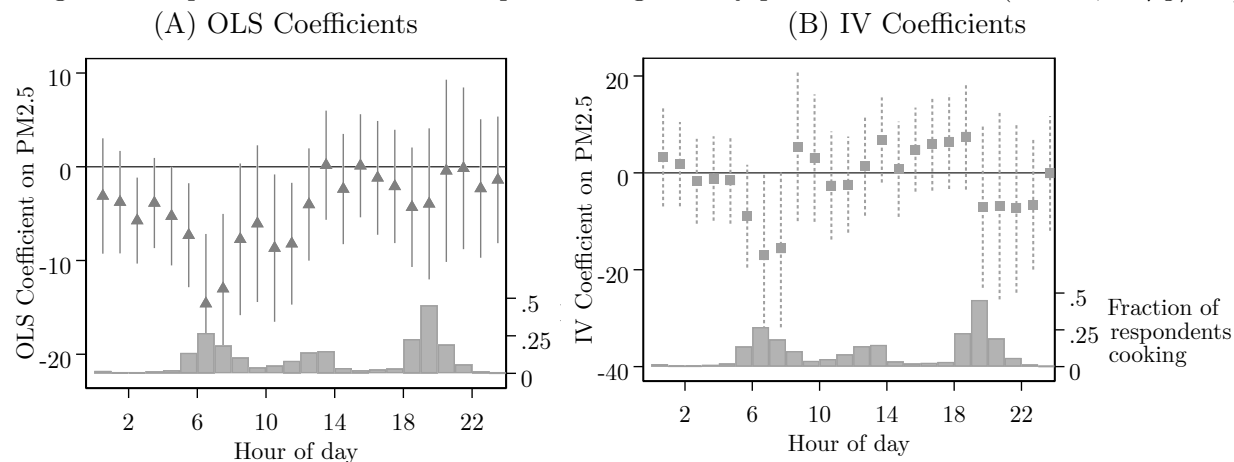 (A) OLS Coefficients
OLS Coefficient on PM2.5
10
0
-10
-20
.5
.25
0
2
6
10
14
18
22
Hour of day
(B) IV Coefficients
IV Coefficient on PM2.5
20
0
-20
-40
.5
.25
0
Fraction of
respondents
cooking
2
6
10
14
18
22
Hour of day